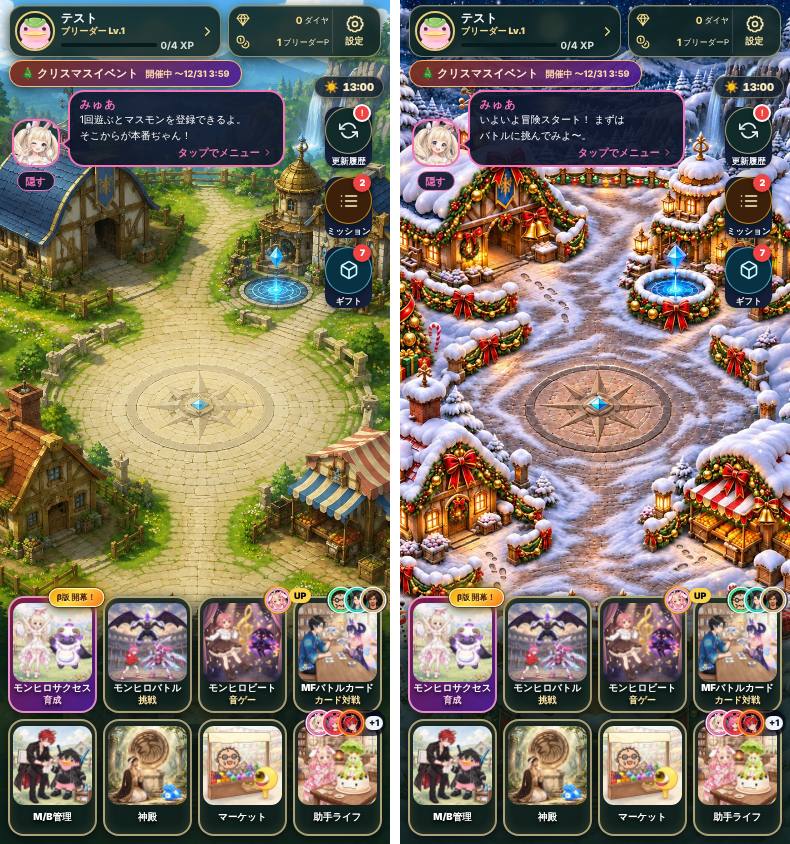 テスト
ブリーダー Lv.1
0/4 XP
0 ダイヤ
1 ブリーダーP
設定
クリスマスイベント 開催中 〜12/31 3:59
13:00
みゅあ
1回遊ぶとマスモンを登録できるよ。
そこからが本番ぢゃん！
タップでメニュー
隠す
!
更新履歴
2
ミッション
7
ギフト
β版 開幕！
UP
モンヒロサクセス
育成
モンヒロバトル
挑戦
モンヒロビート
音ゲー
MFバトルカード
カード対戦
+1
M/B管理
神殿
マーケット
助手ライフ
テスト
ブリーダー Lv.1
0/4 XP
0 ダイヤ
1 ブリーダーP
設定
クリスマスイベント 開催中 〜12/31 3:59
13:00
みゅあ
いよいよ冒険スタート！ まずは
バトルに挑んでみよ〜。
タップでメニュー
隠す
!
更新履歴
2
ミッション
7
ギフト
β版 開幕！
UP
モンヒロサクセス
育成
モンヒロバトル
挑戦
モンヒロビート
音ゲー
MFバトルカード
カード対戦
+1
M/B管理
神殿
マーケット
助手ライフ